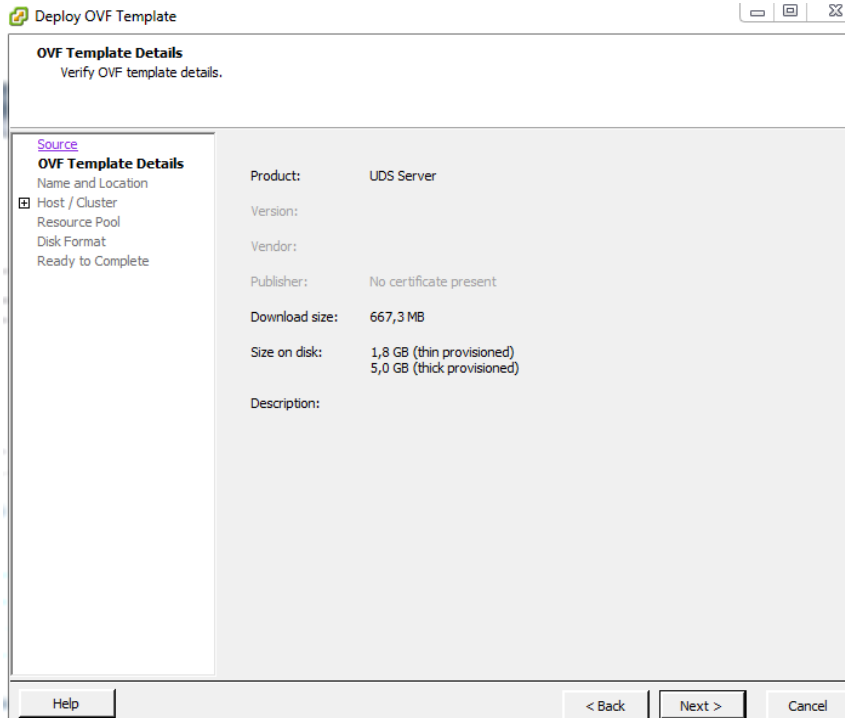 Deploy OVF Template
OVF Template Details
Verify OVF template details.
Source
OVF Template Details
Name and Location
Host / Cluster
Resource Pool
Disk Format
Ready to Complete
Product: UDS Server
Version:
Vendor:
Publisher: No certificate present
Download size: 667,3 MB
Size on disk: 1,8 GB (thin provisioned)
5,0 GB (thick provisioned)
Description:
Help
< Back
Next >
Cancel